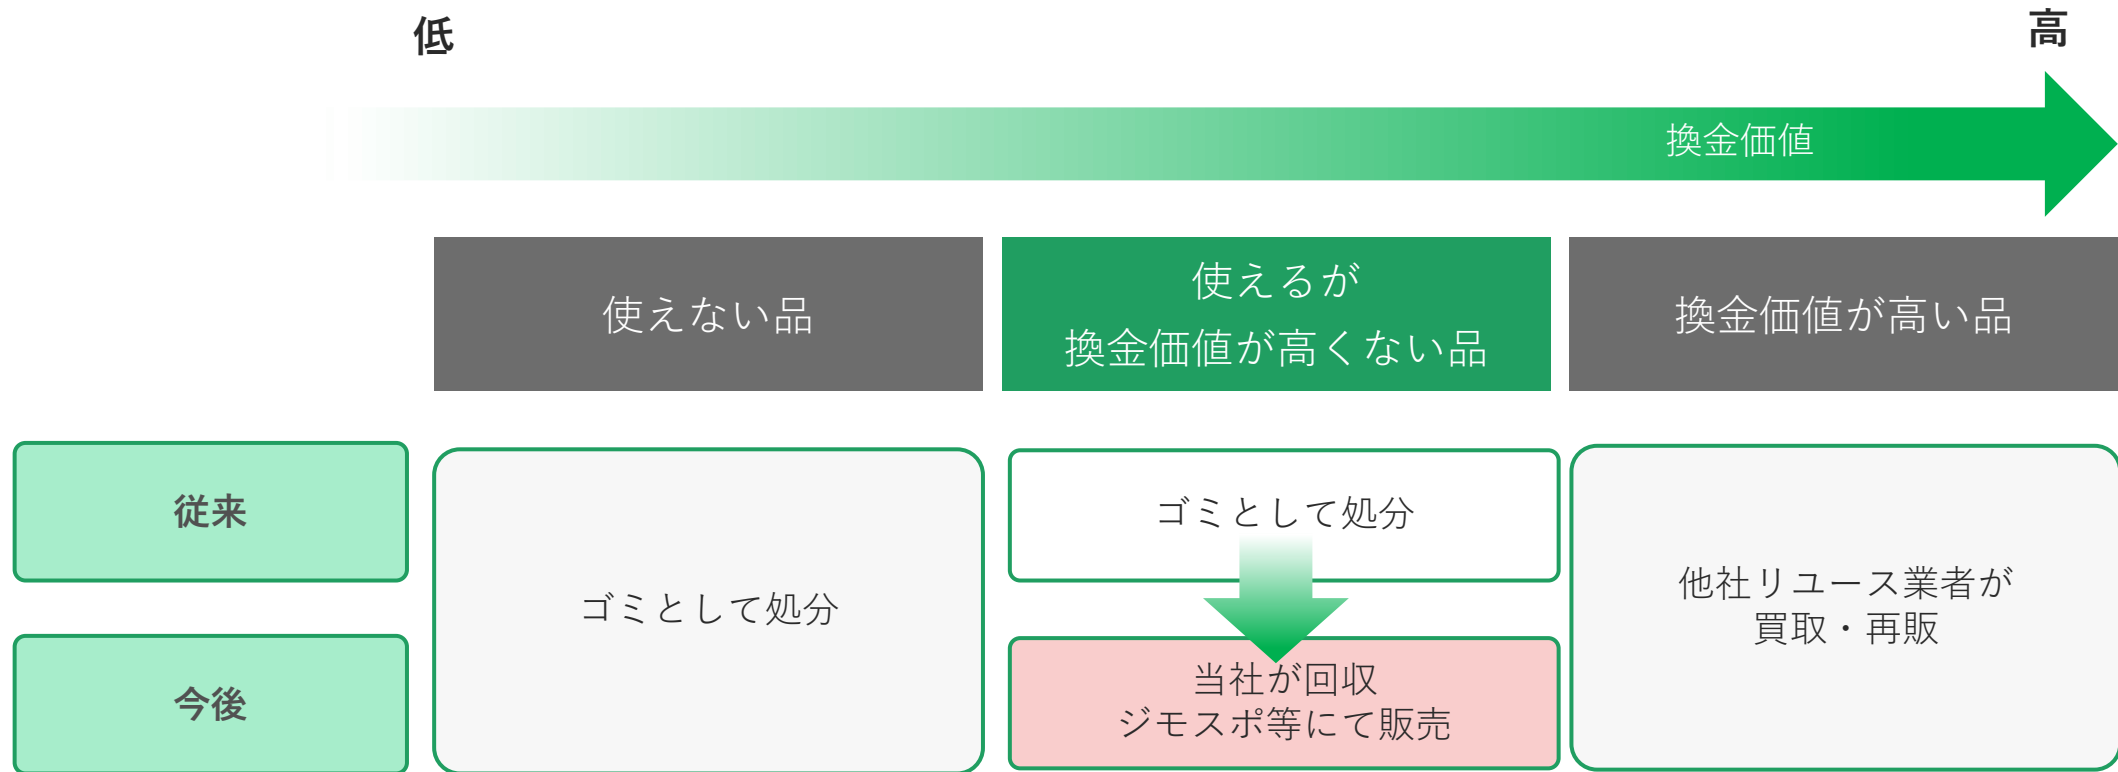 低
高
換金価値
使えない品
使えるが
換金価値が高くない品
換金価値が高い品
従来
ゴミとして処分
ゴミとして処分
他社リユース業者が
買取・再販
今後
当社が回収
ジモスポ等にて販売